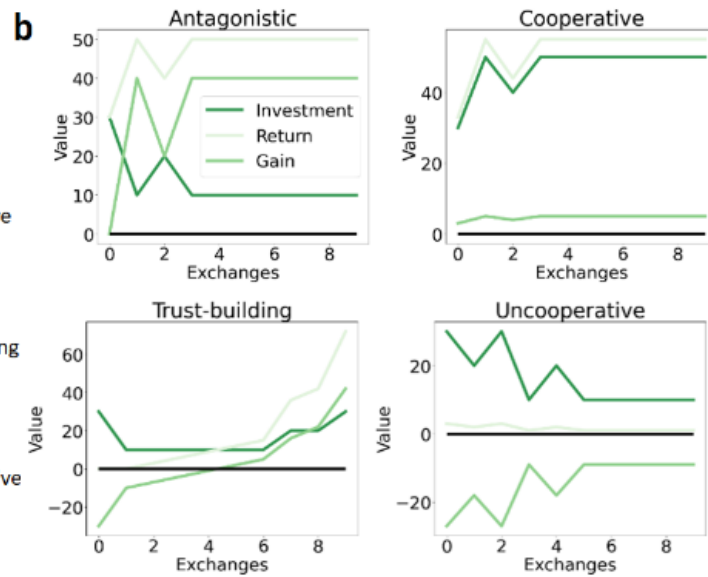 b
Antagonistic
Value
50
40
30
20
10
0
Investment
Return
Gain
0 2 4 6 8
Exchanges
Cooperative
Value
40
20
0
0 2 4 6 8
Exchanges
Trust-building
Value
60
40
20
0
−20
0 2 4 6 8
Exchanges
Uncooperative
Value
20
0
−20
0 2 4 6 8
Exchanges